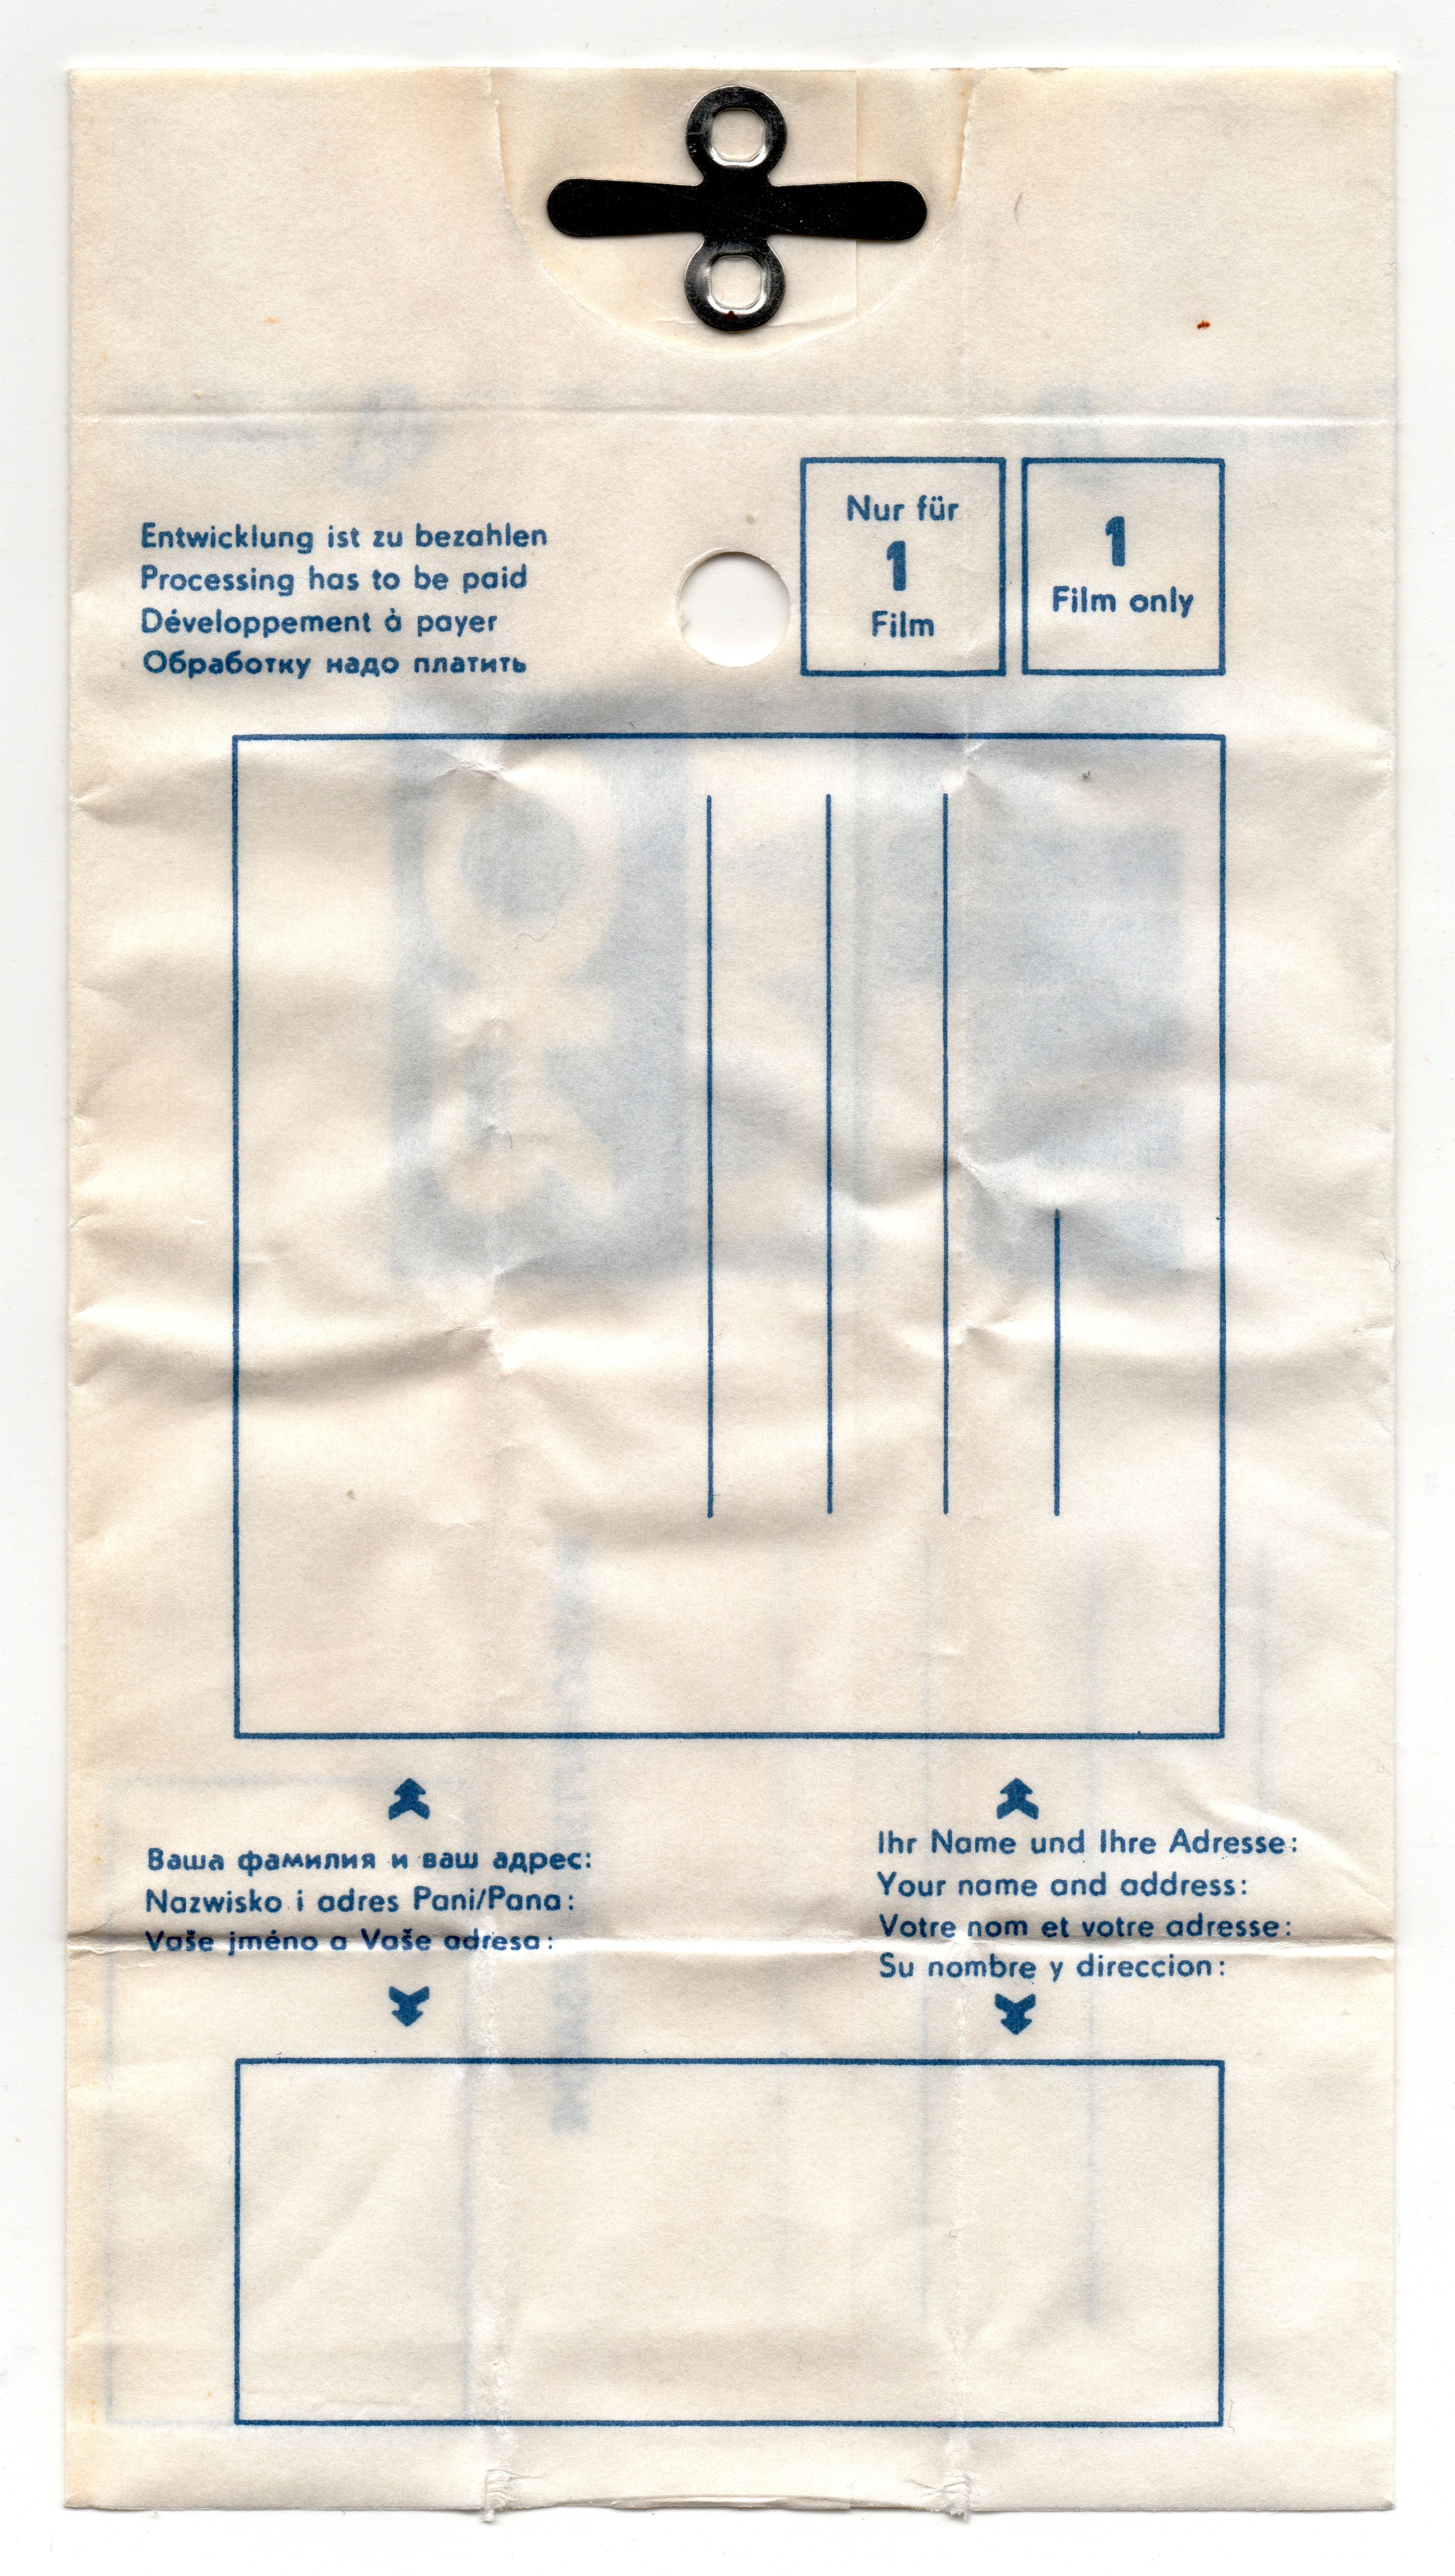 Entwicklung ist zu bezahlen
Processing has to be paid
Développement à payer
Обработку надо платить
Nur für
1
Film
1
Film only
Ваша фамилия и ваш адрес:
Nazwisko i adres Pani/Pana:
Vaše jméno a Vaše adresa:
Ihr Name und Ihre Adresse:
Your name and address:
Votre nom et votre adresse:
Su nombre y direccion: